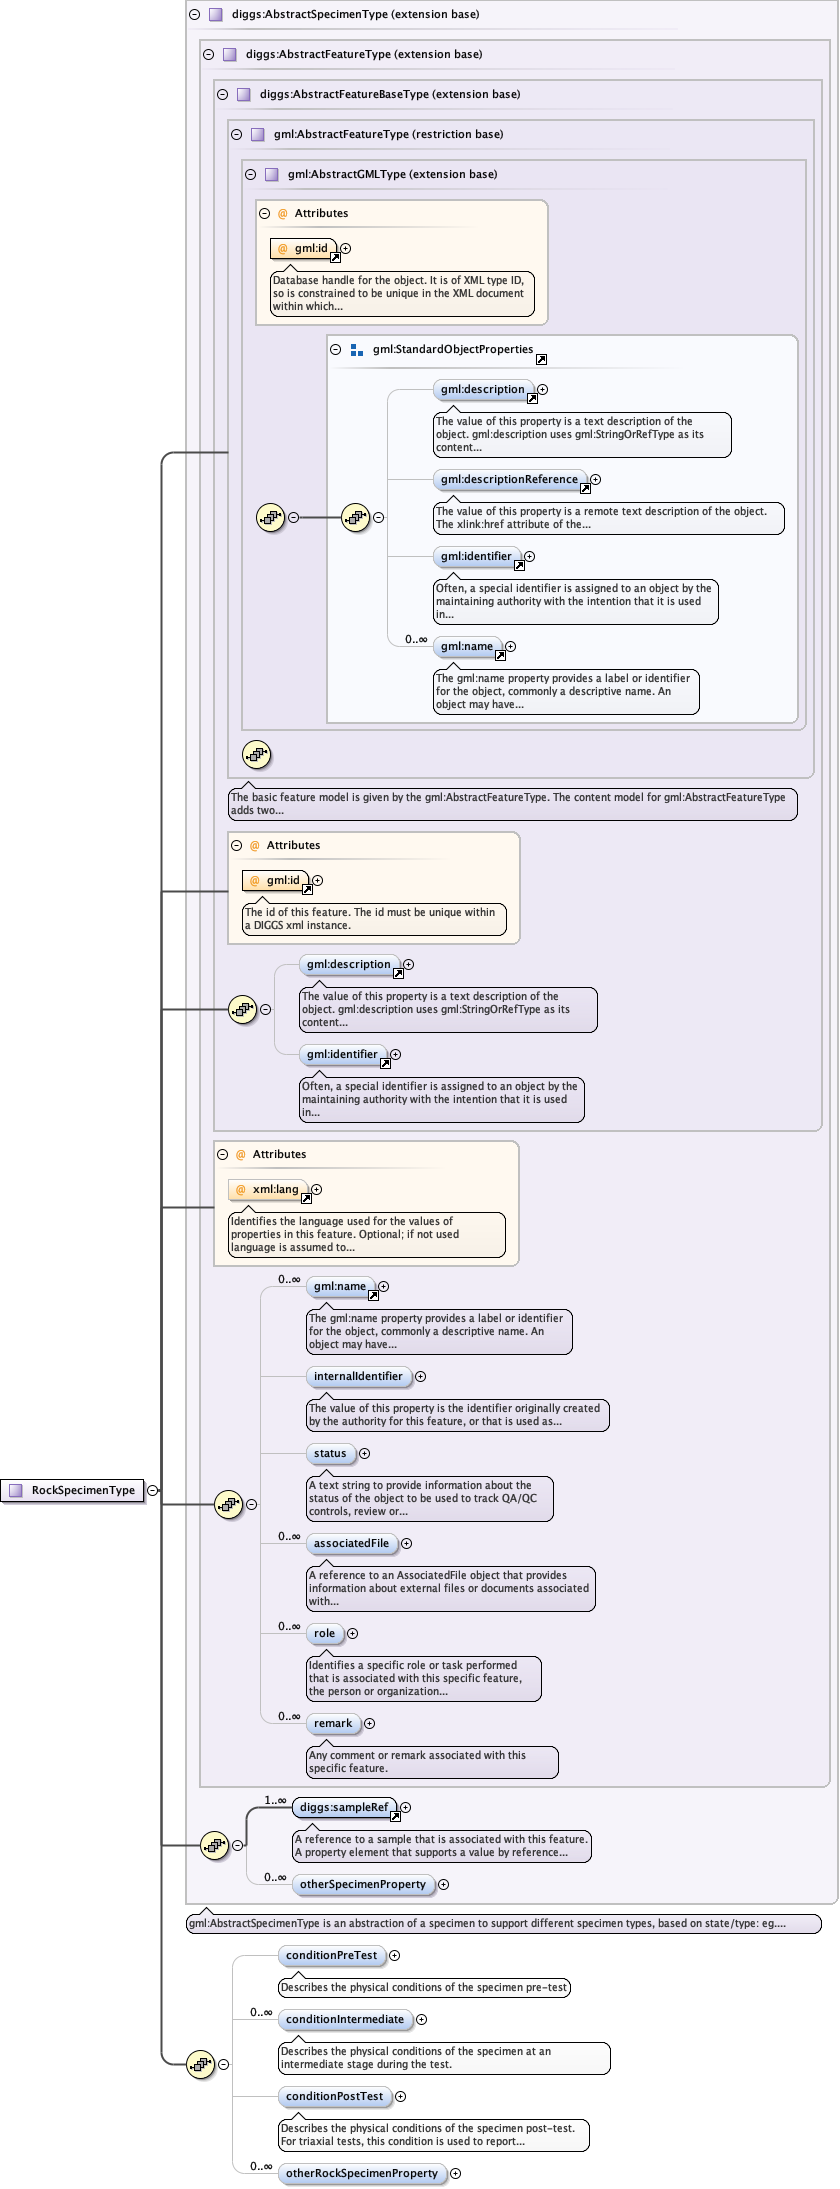 diggs:AbstractSpecimenType (extension base)
diggs:AbstractFeatureType (extension base)
diggs:AbstractFeatureBaseType (extension base)
gml:AbstractFeatureType (restriction base)
gml:AbstractGMLType (extension base)
@ Attributes
@ gml:id
Database handle for the object. It is of XML type ID,
so is constrained to be unique in the XML document
within which...
gml:StandardObjectProperties
gml:description
The value of this property is a text description of the
object. gml:description uses gml:StringOrRefType as its
content...
gml:descriptionReference
The value of this property is a remote text description of the object.
The xlink:href attribute of the...
gml:identifier
Often, a special identifier is assigned to an object by the
maintaining authority with the intention that it is used
in...
0..∞
gml:name
The gml:name property provides a label or identifier
for the object, commonly a descriptive name. An
object may have...
The basic feature model is given by the gml:AbstractFeatureType. The content model for gml:AbstractFeatureType
adds two...
@ Attributes
@ gml:id
The id of this feature. The id must be unique within
a DIGGS xml instance.
gml:description
The value of this property is a text description of the
object. gml:description uses gml:StringOrRefType as its
content...
gml:identifier
Often, a special identifier is assigned to an object by the
maintaining authority with the intention that it is used
in...
@ Attributes
@ xml:lang
Identifies the language used for the values of
properties in this feature. Optional; if not used
language is assumed to...
0..∞
gml:name
The gml:name property provides a label or identifier
for the object, commonly a descriptive name. An
object may have...
internalIdentifier
The value of this property is the identifier originally created
by the authority for this feature, or that is used as...
status
A text string to provide information about the
status of the object to be used to track QA/QC
controls, review or...
RockSpecimenType
0..∞
associatedFile
A reference to an AssociatedFile object that provides
information about external files or documents associated
with...
0..∞
role
Identifies a specific role or task performed
that is associated with this specific feature,
the person or organization...
0..∞
remark
Any comment or remark associated with this
specific feature.
1..∞
diggs:sampleRef
A reference to a sample that is associated with this feature.
A property element that supports a value by reference...
0..∞
otherSpecimenProperty
gml:AbstractSpecimenType is an abstraction of a specimen to support different specimen types, based on state/type: eg....
conditionPreTest
Describes the physical conditions of the specimen pre-test
0..∞
conditionIntermediate
Describes the physical conditions of the specimen at an
intermediate stage during the test.
conditionPostTest
Describes the physical conditions of the specimen post-test.
For triaxial tests, this condition is used to report...
0..∞
otherRockSpecimenProperty